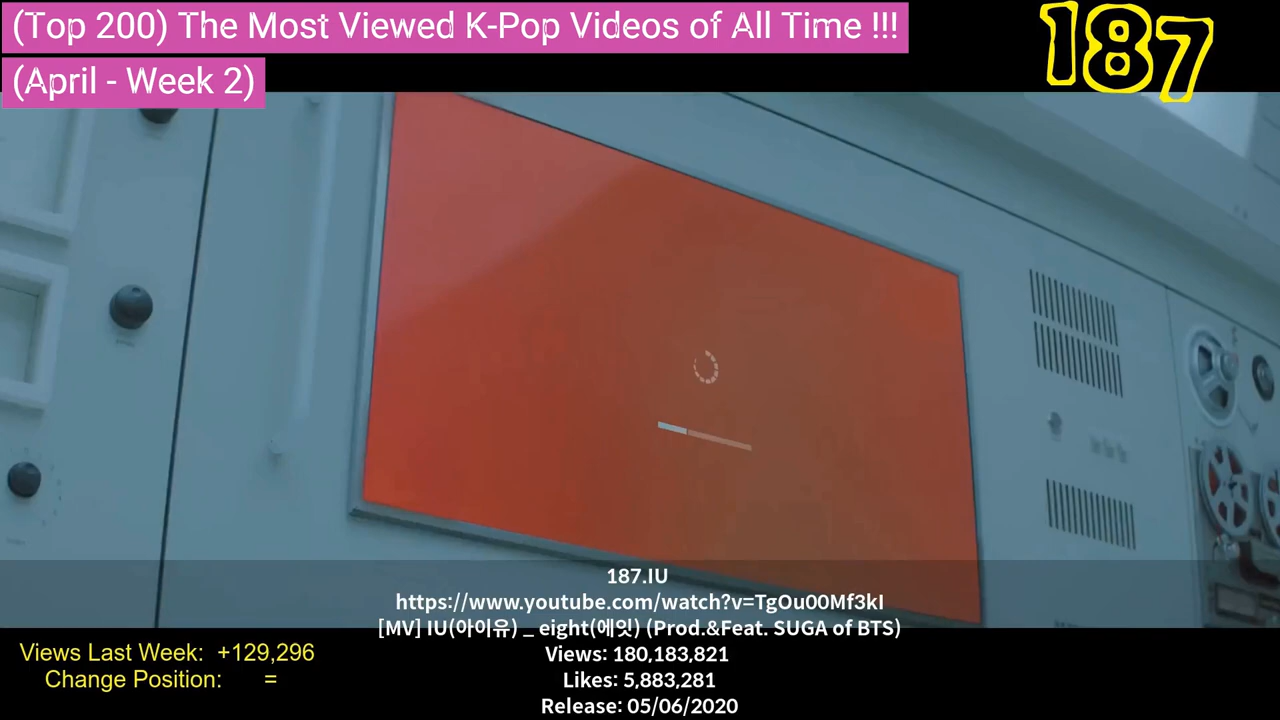 (Top 200) The Most Viewed K-Pop Videos of All Time !!!
(April - Week 2)
187
187.IU
https://www.youtube.com/watch?v=TgOu00Mf3kI
[MV] IU(아이유) _ eight(에잇) (Prod.&Feat. SUGA of BTS)
Views: 180,183,821
Likes: 5,883,281
Release: 05/06/2020
Views Last Week: +129,296
Change Position: =